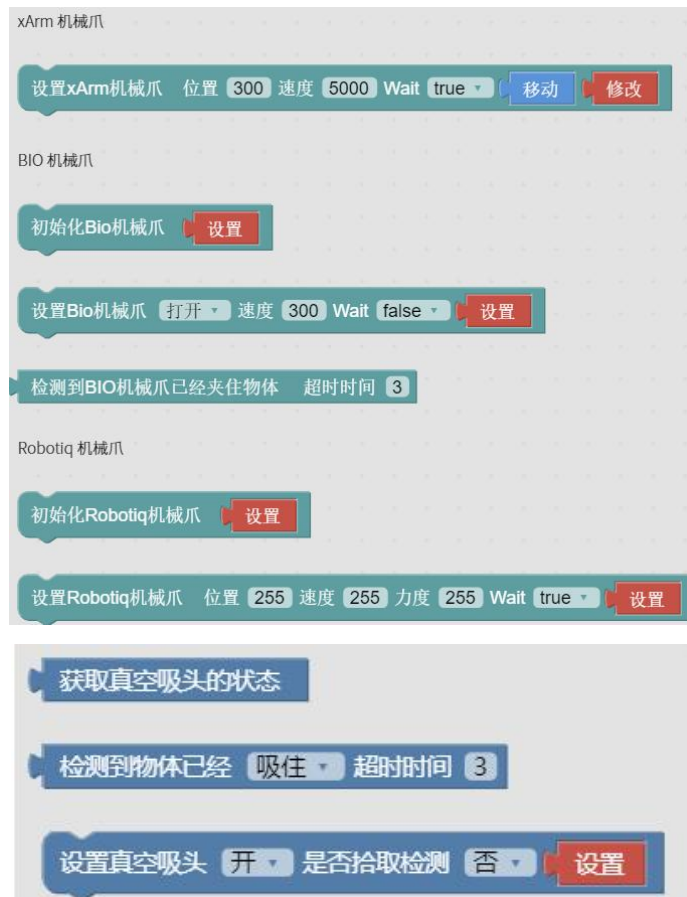 xArm 机械爪
设置xArm机械爪 位置 300 速度 5000 Wait true 移动 修改
BIO 机械爪
初始化Bio机械爪 设置
设置Bio机械爪 打开 速度 300 Wait false 设置
检测到BIO机械爪已经夹住物体 超时时间 3
Robotiq 机械爪
初始化Robotiq机械爪 设置
设置Robotiq机械爪 位置 255 速度 255 力度 255 Wait true 设置
获取真空吸头的状态
检测到物体已经 吸住 超时时间 3
设置真空吸头 开 是否拾取检测 否 设置